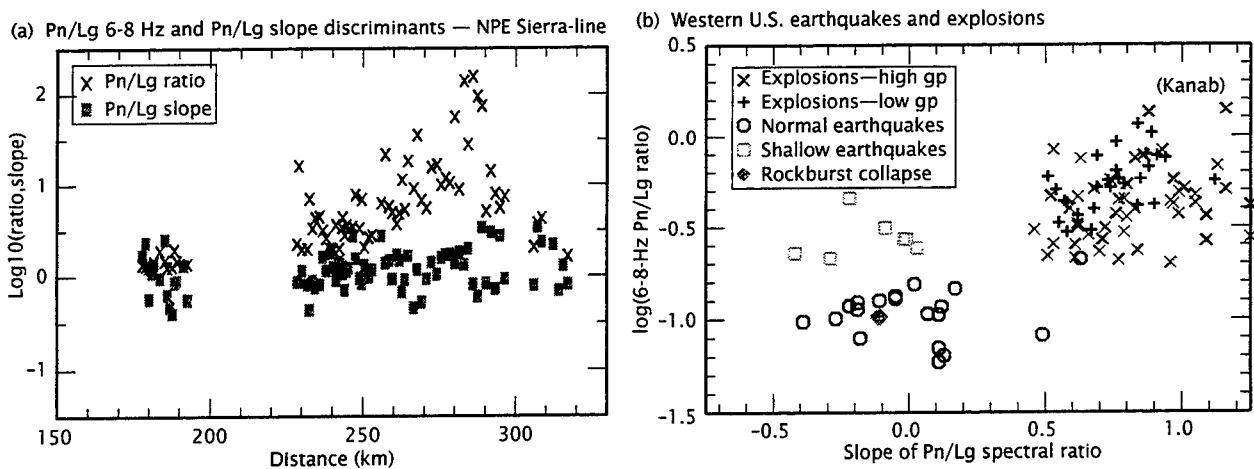 (a) Pn/Lg 6-8 Hz and Pn/Lg slope discriminants — NPE Sierra-line
× Pn/Lg ratio
Pn/Lg slope
Log10(ratio,slope)
2
1
0
−1
150 200 250 300
Distance (km)
(b) Western U.S. earthquakes and explosions
× Explosions—high gp
+ Explosions—low gp
Normal earthquakes
Shallow earthquakes
Rockburst collapse
(Kanab)
log(6-8-Hz Pn/Lg ratio)
0.5
0.0
−0.5
−1.0
−1.5
−0.5 0.0 0.5 1.0
Slope of Pn/Lg spectral ratio